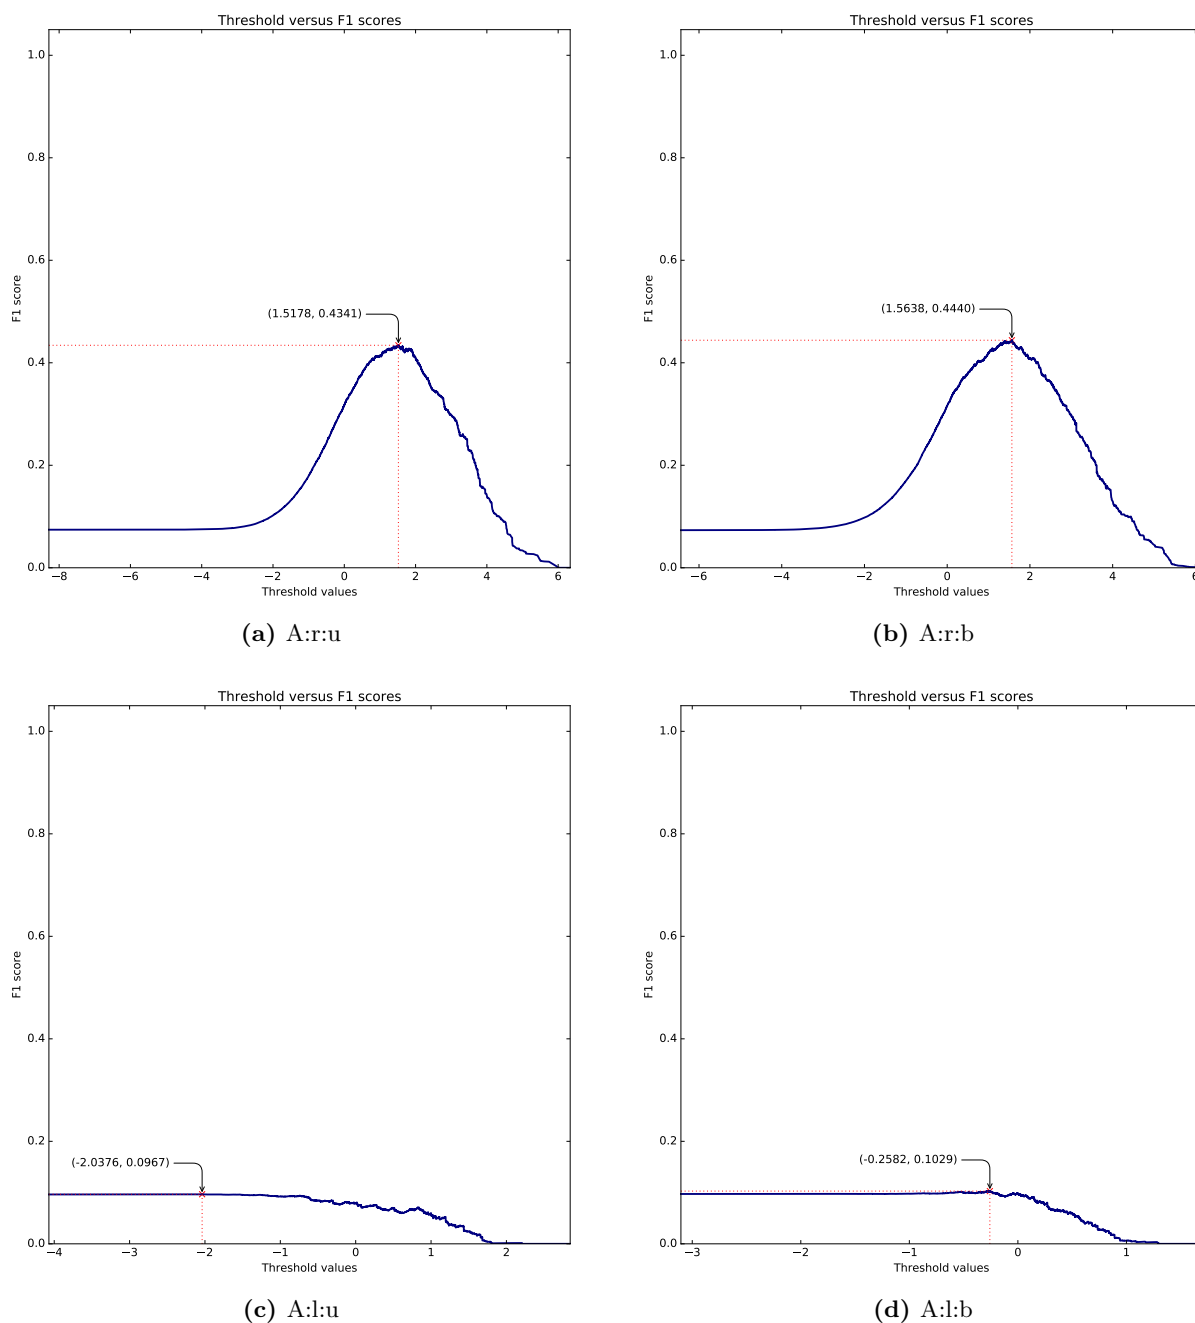 Threshold versus F1 scores
1.0
0.8
0.6
0.4
0.2
0.0
F1 score
(1.5178, 0.4341)
−8 −6 −4 −2 0 2 4 6
Threshold values
(a) A:r:u
Threshold versus F1 scores
1.0
0.8
0.6
0.4
0.2
0.0
F1 score
(1.5638, 0.4440)
−6 −4 −2 0 2 4 6
Threshold values
(b) A:r:b
Threshold versus F1 scores
1.0
0.8
0.6
0.4
0.2
0.0
F1 score
(-2.0376, 0.0967)
−4 −3 −2 −1 0 1 2
Threshold values
(c) A:l:u
Threshold versus F1 scores
1.0
0.8
0.6
0.4
0.2
0.0
F1 score
(-0.2582, 0.1029)
−3 −2 −1 0 1
Threshold values
(d) A:l:b